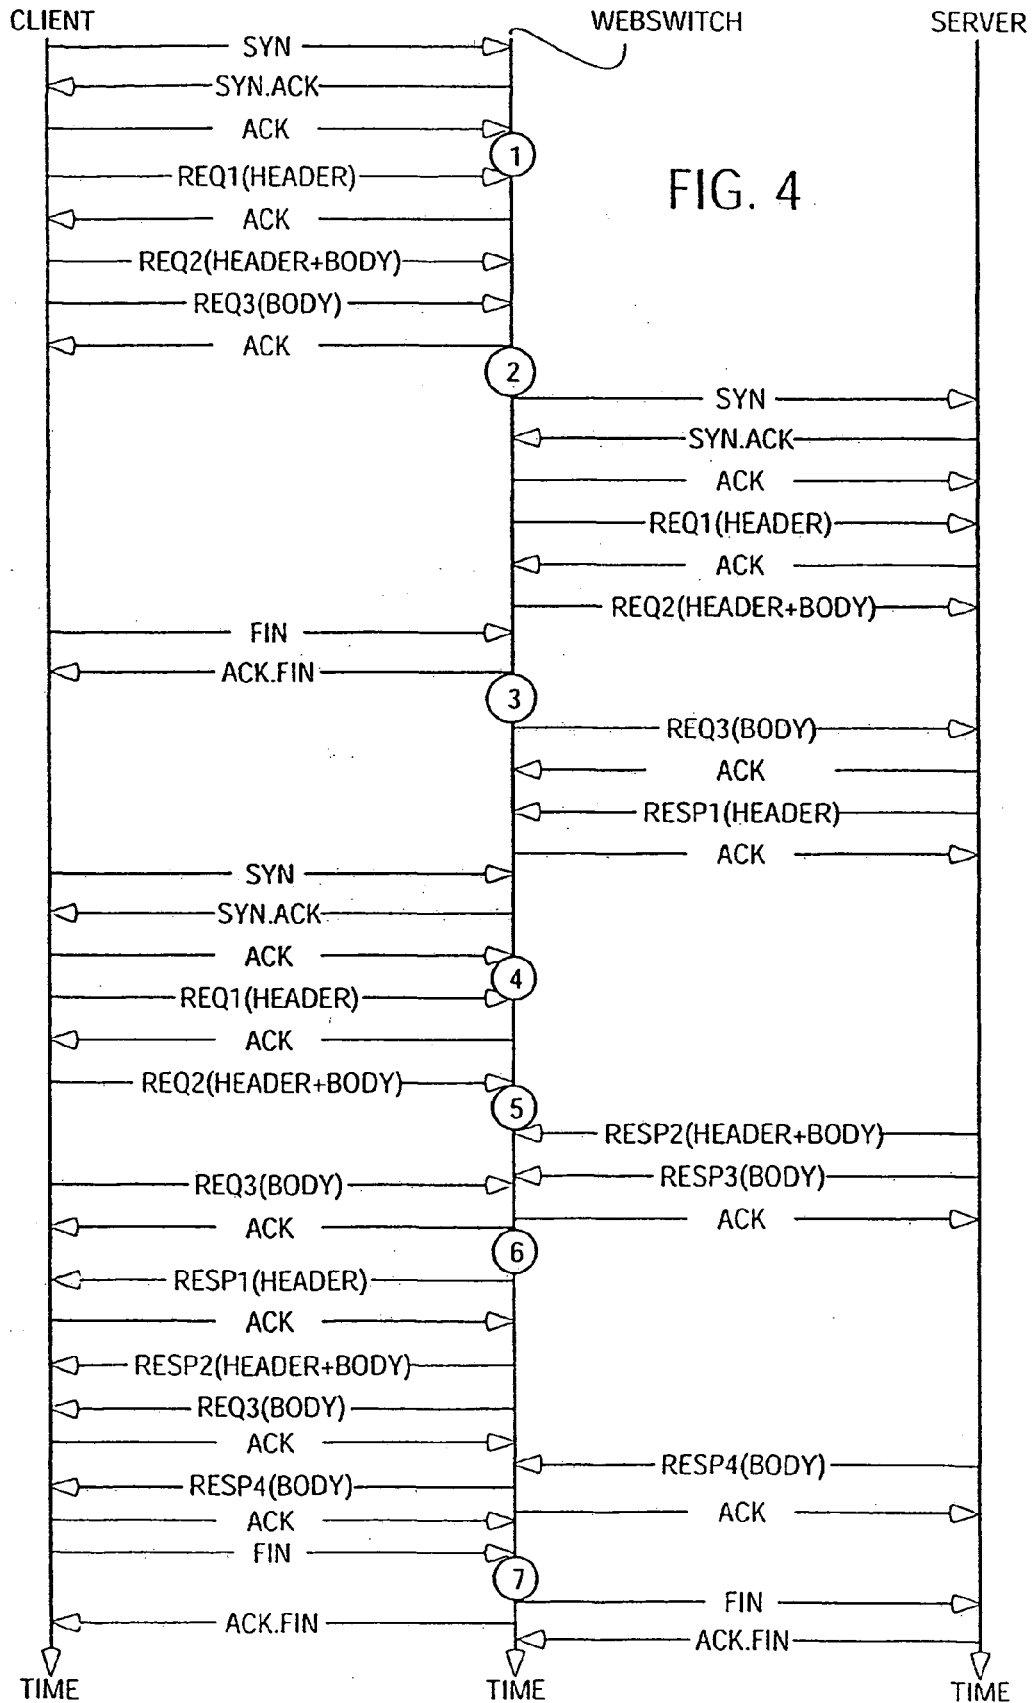 CLIENT WEBSWITCH SERVER
SYN
SYN.ACK
ACK
1
REQ1(HEADER)
FIG. 4
ACK
REQ2(HEADER+BODY)
REQ3(BODY)
ACK
2
SYN
SYN.ACK
ACK
REQ1(HEADER)
ACK
REQ2(HEADER+BODY)
FIN
ACK.FIN
3
REQ3(BODY)
ACK
RESP1(HEADER)
ACK
SYN
SYN.ACK
ACK
4
REQ1(HEADER)
ACK
REQ2(HEADER+BODY)
5
RESP2(HEADER+BODY)
RESP3(BODY)
REQ3(BODY)
ACK
ACK
6
RESP1(HEADER)
ACK
RESP2(HEADER+BODY)
REQ3(BODY)
ACK
RESP4(BODY)
RESP4(BODY)
ACK
ACK
FIN
7
FIN
ACK.FIN
ACK.FIN
TIME TIME TIME